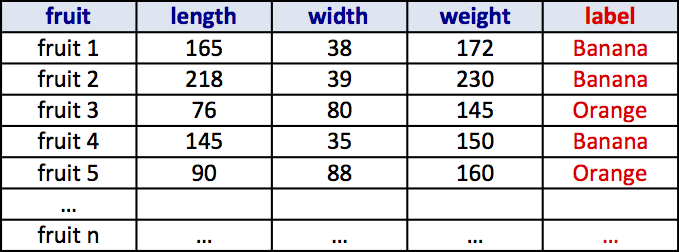 fruit length width weight label
fruit 1 165 38 172 Banana
fruit 2 218 39 230 Banana
fruit 3 76 80 145 Orange
fruit 4 145 35 150 Banana
fruit 5 90 88 160 Orange
...
fruit n ... ... ... ...